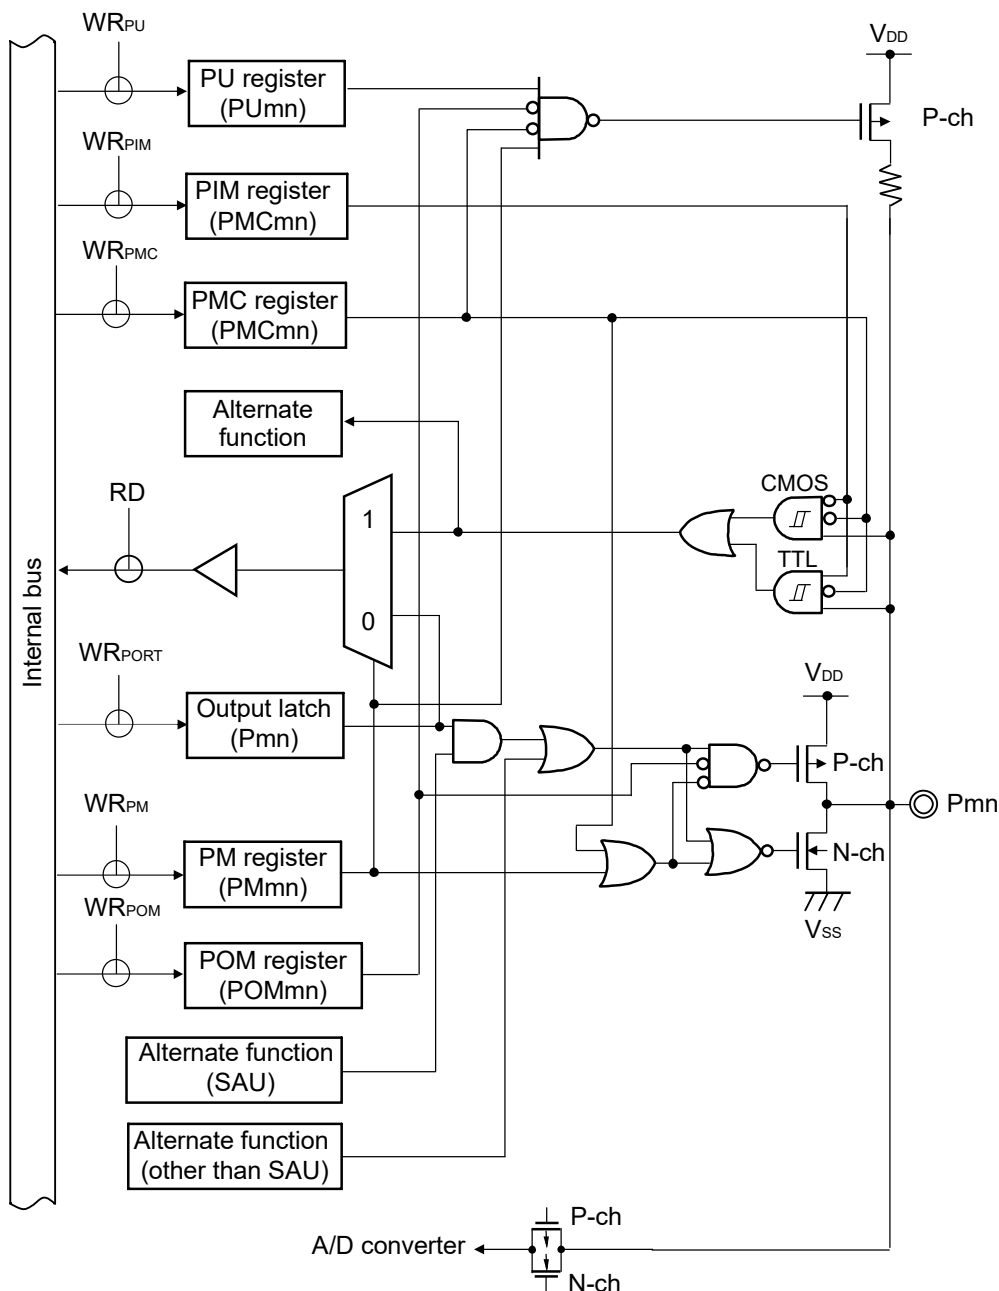 WRPU
PU register
(PUmn)
VDD
P-ch
WRPIM
PIM register
(PMCmn)
WRPMC
PMC register
(PMCmn)
Alternate
function
RD
1
0
CMOS
TTL
Internal bus
WRPORT
Output latch
(Pmn)
VDD
P-ch
Pmn
N-ch
VSS
WRPM
PM register
(PMmn)
WRPOM
POM register
(POMmn)
Alternate function
(SAU)
Alternate function
(other than SAU)
P-ch
A/D converter
N-ch